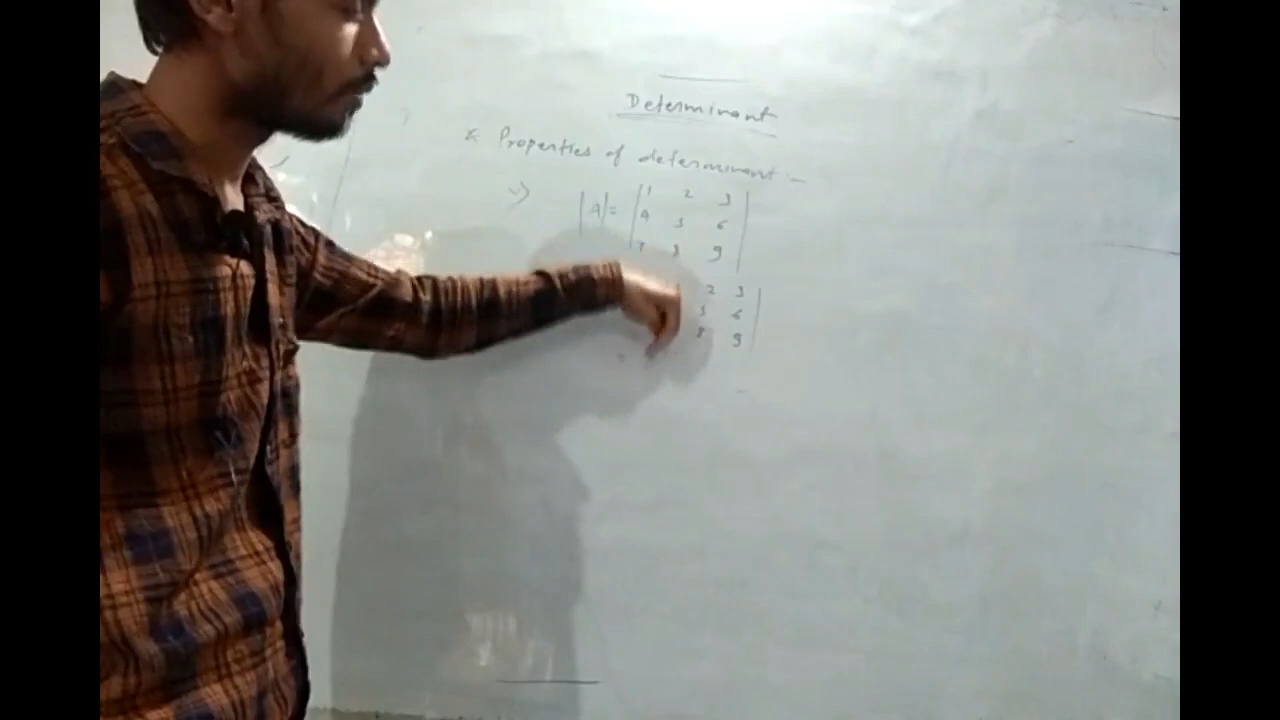 Determinant
* Properties of determinant :-
|A| = | 1 2 3
4 5 6
7 8 9 |
2 3 |
5 6
8 9